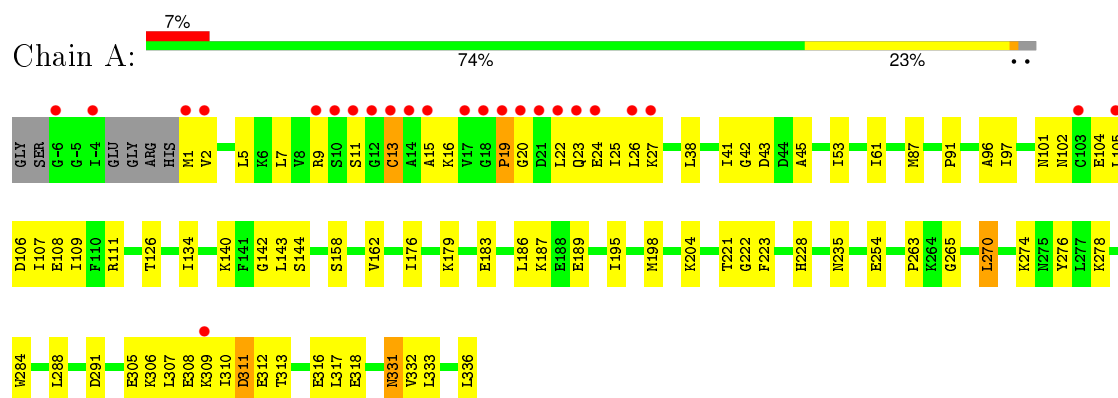 7%
Chain A:
74% 23% • •
GLY SER G-6 G-5 I-4 GLU GLY ARG HIS M1 V2 L5 K6 L7 V8 R9 S10 S11 G12 C13 A14 A15 K16 V17 G18 P19 G20 D21 L22 Q23 E24 I25 L26 K27 L38 I41 G42 D43 D44 A45 I53 I61 M87 P91 A96 I97 N101 N102 C103 E104 L105
D106 I107 E108 I109 F110 R111 T126 I134 K140 F141 G142 L143 S144 S158 V162 I176 K179 E183 L186 K187 E188 E189 I195 M198 K204 T221 G222 F223 H228 N235 E254 P263 K264 G265 L270 K274 N275 Y276 L277 K278
W284 L288 D291 E305 K306 L307 E308 K309 I310 D311 E312 T313 E316 L317 E318 N331 V332 L333 L336